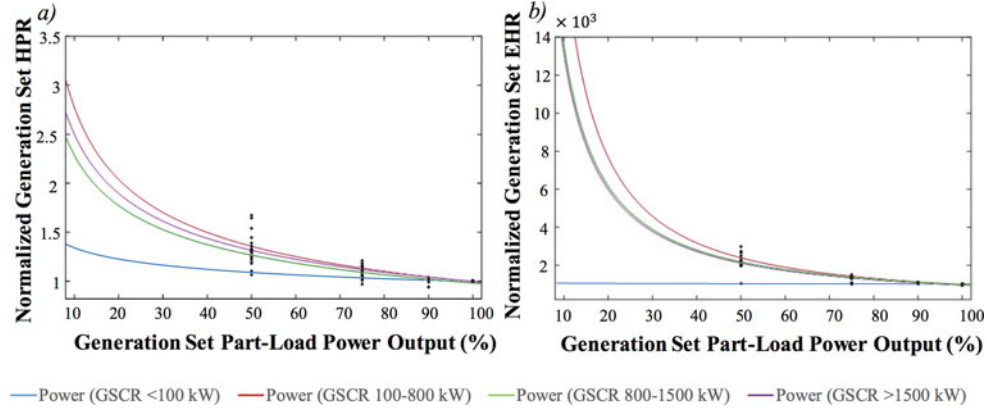 a)
Normalized Generation Set HPR
3.5
3
2.5
2
1.5
1
10 20 30 40 50 60 70 80 90 100
Generation Set Part-Load Power Output (%)
b)
× 10³
Normalized Generation Set EHR
14
12
10
8
6
4
2
10 20 30 40 50 60 70 80 90 100
Generation Set Part-Load Power Output (%)
Power (GSCR <100 kW) Power (GSCR 100-800 kW) Power (GSCR 800-1500 kW) Power (GSCR >1500 kW)